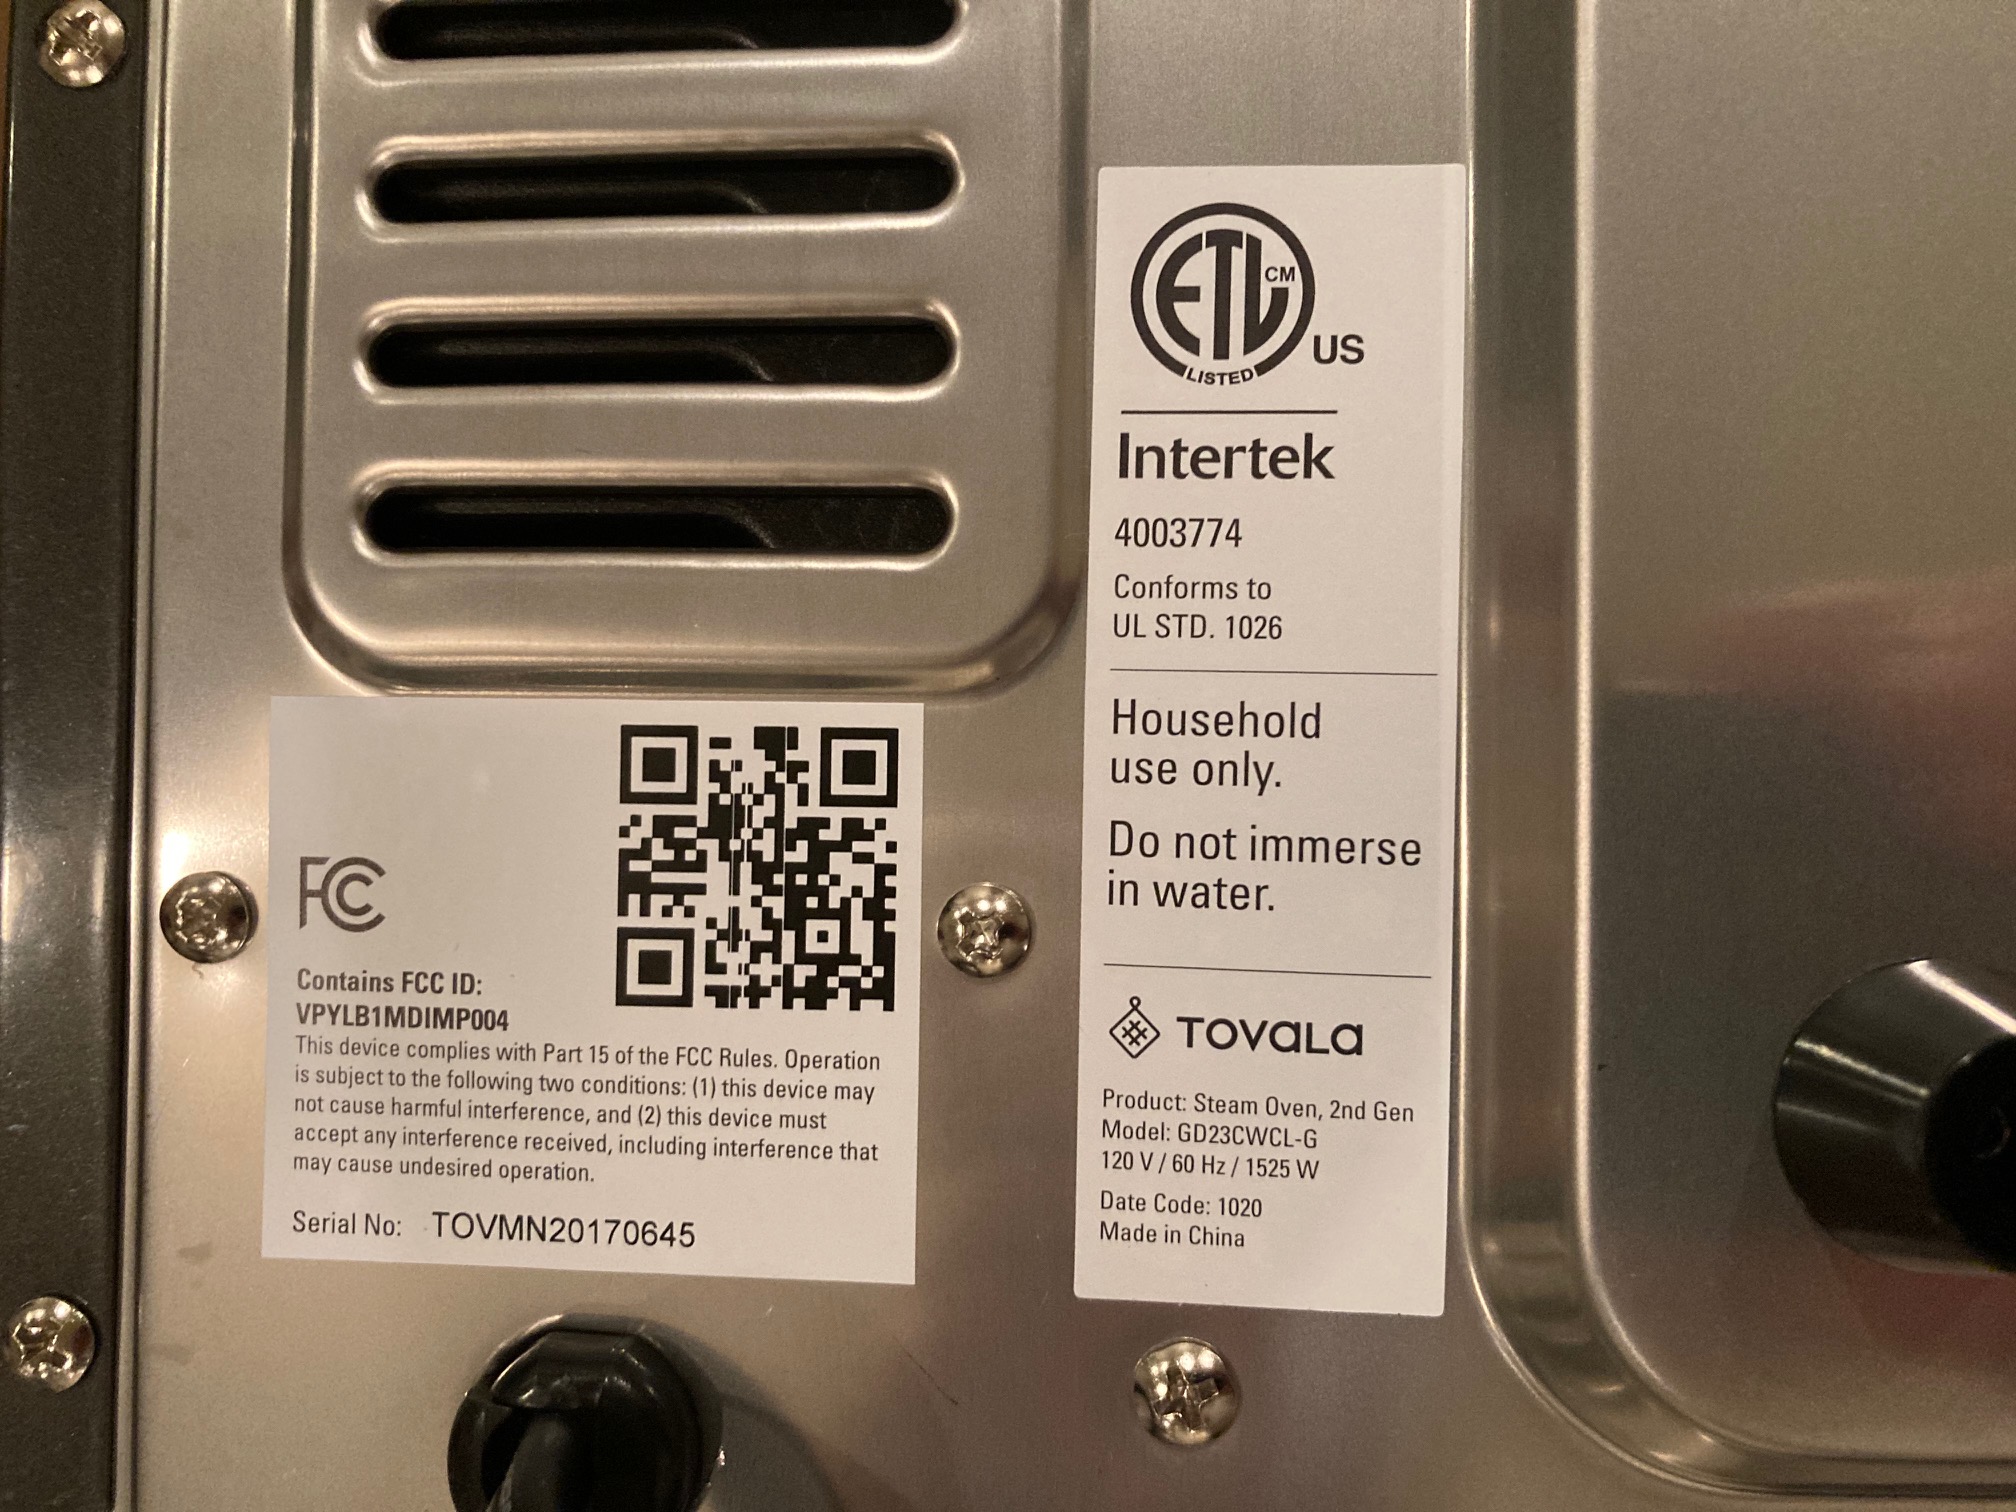 ETL
CM
LISTED
US
Intertek
4003774
Conforms to
UL STD. 1026
Household
use only.
Do not immerse
in water.
TOVALA
Product: Steam Oven, 2nd Gen
Model: GD23CWCL-G
120 V / 60 Hz / 1525 W
Date Code: 1020
Made in China
FCC
Contains FCC ID:
VPYLB1MDIMP004
This device complies with Part 15 of the FCC Rules. Operation
is subject to the following two conditions: (1) this device may
not cause harmful interference, and (2) this device must
accept any interference received, including interference that
may cause undesired operation.
Serial No: TOVMN20170645